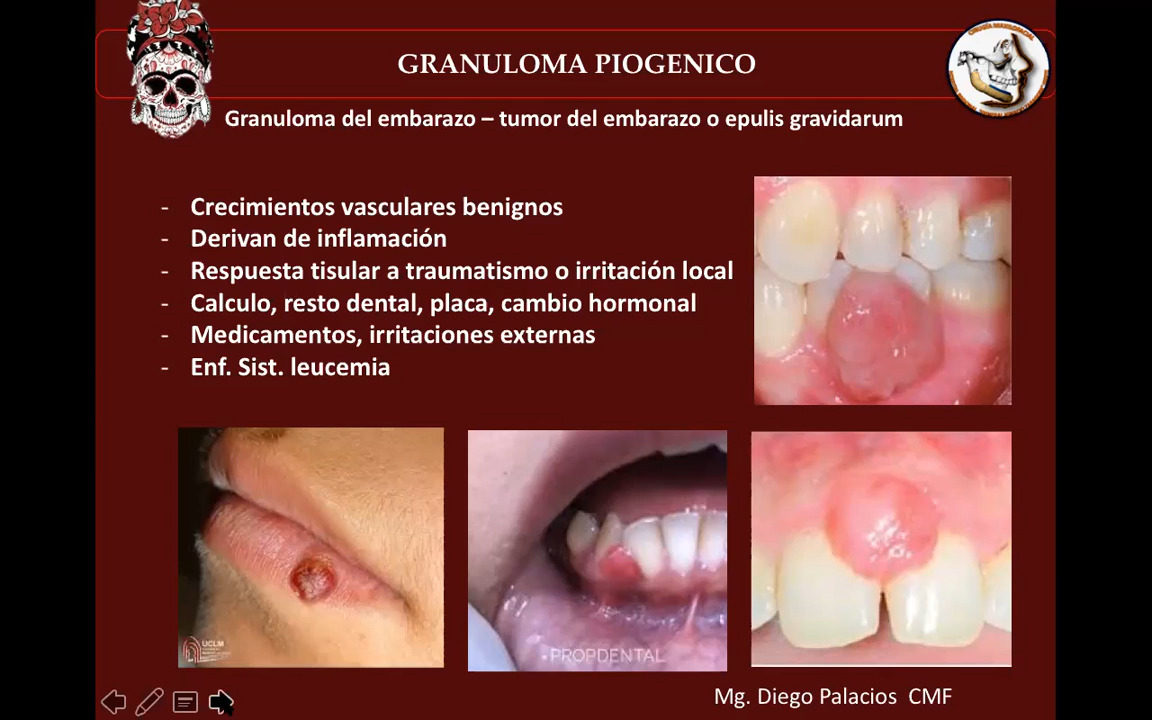 GRANULOMA PIOGENICO
Granuloma del embarazo – tumor del embarazo o epulis gravidarum
- Crecimientos vasculares benignos
- Derivan de inflamación
- Respuesta tisular a traumatismo o irritación local
- Calculo, resto dental, placa, cambio hormonal
- Medicamentos, irritaciones externas
- Enf. Sist. leucemia
UCLM
PROPDENTAL
Mg. Diego Palacios CMF